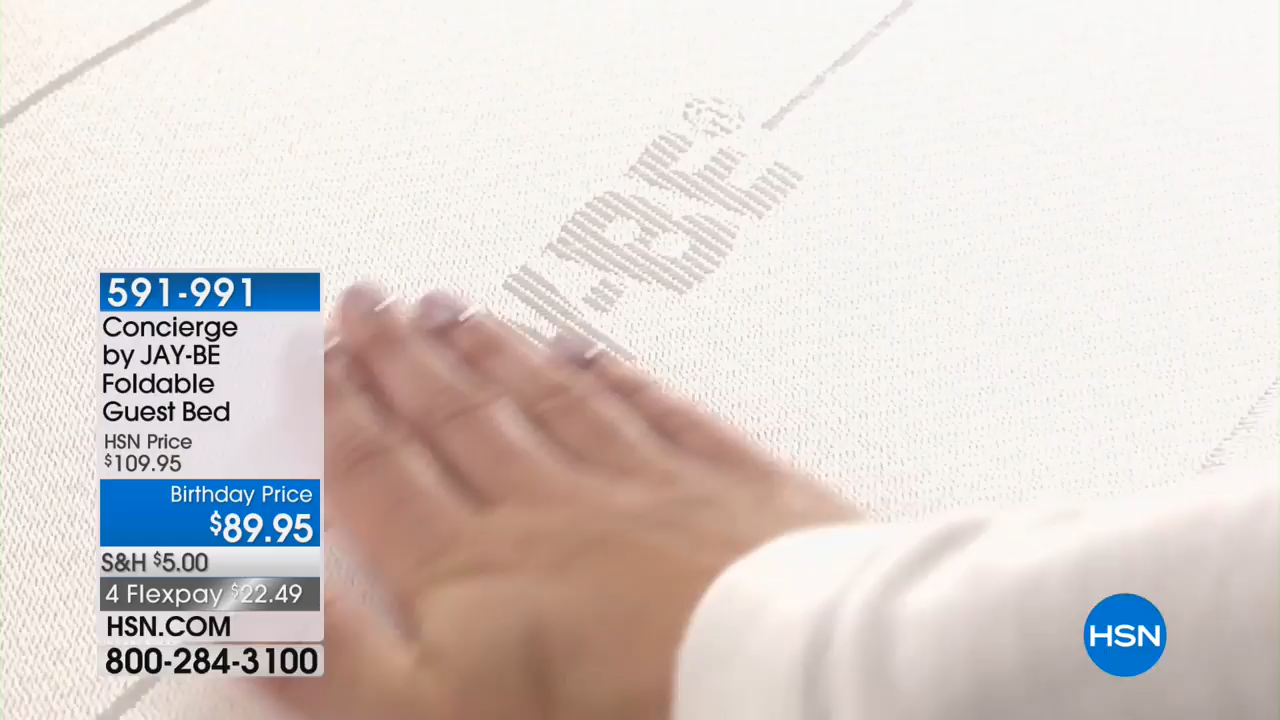 Y-BE®
591-991
Concierge
by JAY-BE
Foldable
Guest Bed
HSN Price
$109.95
Birthday Price
$89.95
S&H $5.00
4 Flexpay $22.49
HSN.COM
800-284-3100
HSN